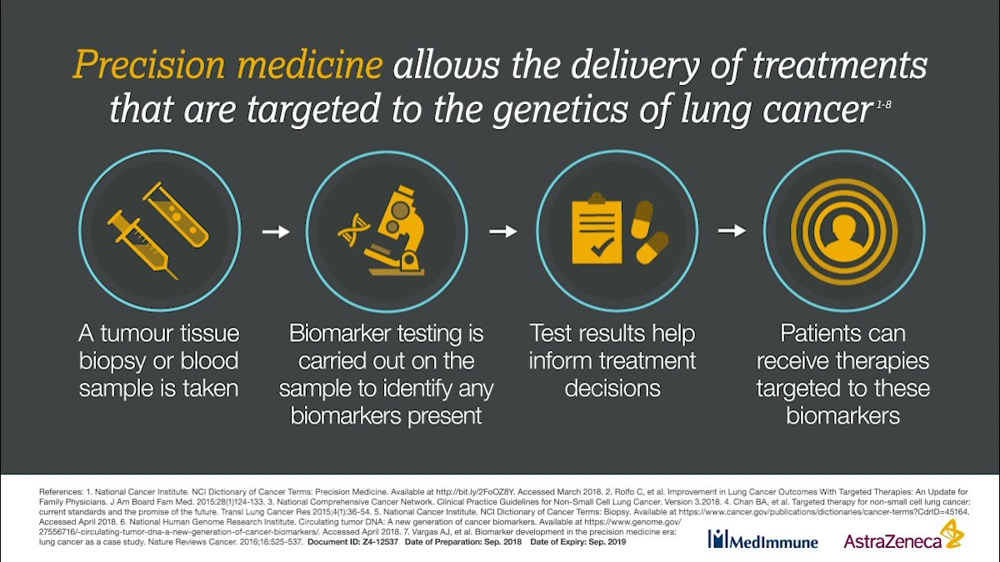 Precision medicine allows the delivery of treatments
that are targeted to the genetics of lung cancer 1-8
A tumour tissue
biopsy or blood
sample is taken
Biomarker testing is
carried out on the
sample to identify any
biomarkers present
Test results help
inform treatment
decisions
Patients can
receive therapies
targeted to these
biomarkers
References: 1. National Cancer Institute. NCI Dictionary of Cancer Terms: Precision Medicine. Available at http://bit.ly/2FoOZ8Y. Accessed March 2018. 2. Rolfo C, et al. Improvement in Lung Cancer Outcomes With Targeted Therapies: An Update for
Family Physicians. J Am Board Fam Med. 2015:28(1)124-133. 3. National Comprehensive Cancer Network. Clinical Practice Guidelines for Non-Small Cell Lung Cancer. Version 3.2018. 4. Chan BA, et al. Targeted therapy for non-small cell lung cancer:
current standards and the promise of the future. Transl Lung Cancer Res 2015;4(1):36-54. 5. National Cancer Institute. NCI Dictionary of Cancer Terms: Biopsy. Available at https://www.cancer.gov/publications/dictionaries/cancer-terms?CdrID=45164.
Accessed April 2018. 6. National Human Genome Research Institute. Circulating tumor DNA: A new generation of cancer biomarkers. Available at https://www.genome.gov/
27556716/-circulating-tumor-dna-a-new-generation-of-cancer-biomarkers/. Accessed April 2018. 7. Vargas AJ, et al. Biomarker development in the precision medicine era:
lung cancer as a case study. Nature Reviews Cancer. 2016;16:525-537. Document ID: Z4-12537 Date of Preparation: Sep. 2018 Date of Expiry: Sep. 2019
MedImmune
AstraZeneca